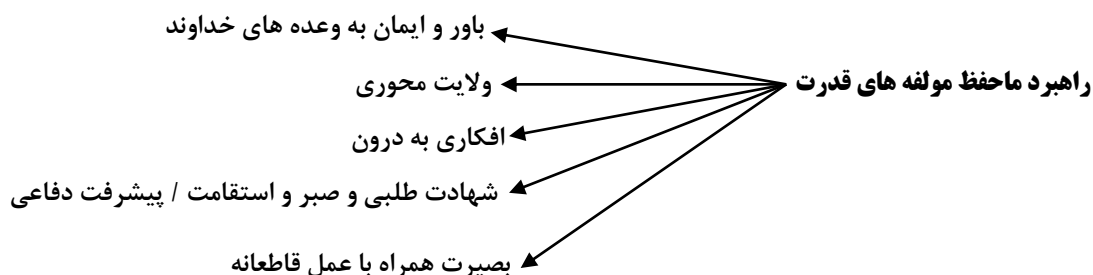 باور و ایمان به وعده های خداوند
راهبرد ماحفظ مولفه های قدرت
ولایت محوری
افکاری به درون
شهادت طلبی و صبر و استقامت / پیشرفت دفاعی
بصیرت همراه با عمل قاطعانه